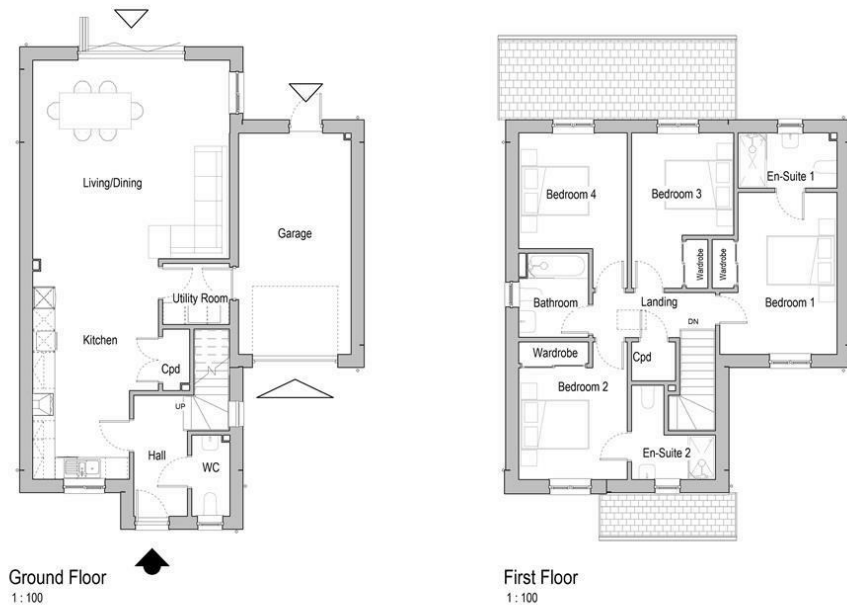 Living/Dining
Garage
Utility Room
Kitchen
Cpd
UP
Hall
WC
Ground Floor
1 : 100
En-Suite 1
Bedroom 4
Bedroom 3
Wardrobe
Wardrobe
Bathroom
Landing
Bedroom 1
DN
Wardrobe
Cpd
Bedroom 2
En-Suite 2
First Floor
1 : 100